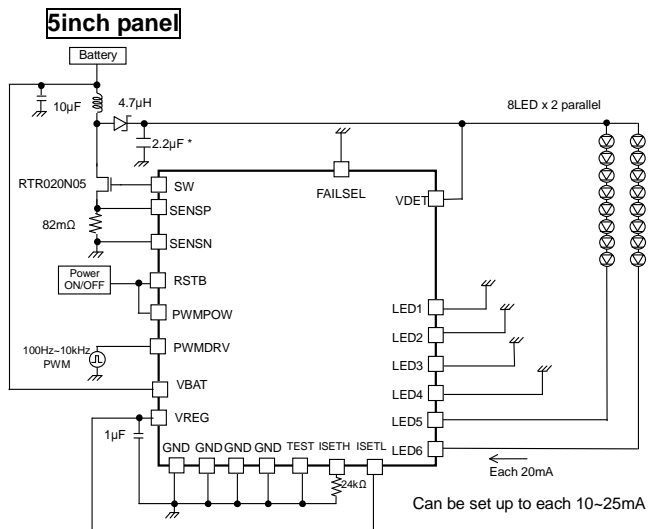 5inch panel
Battery
10µF
4.7µH
2.2µF *
8LED x 2 parallel
RTR020N05
82mΩ
SW
SENSP
SENSN
FAILSEL
VDET
Power
ON/OFF
RSTB
PWMPOW
100Hz~10kHz
PWM
PWMDRV
VBAT
VREG
1µF
LED1
LED2
LED3
LED4
LED5
LED6
GND
GND
GND
GND
TEST
ISETH
ISETL
24kΩ
Each 20mA
Can be set up to each 10~25mA